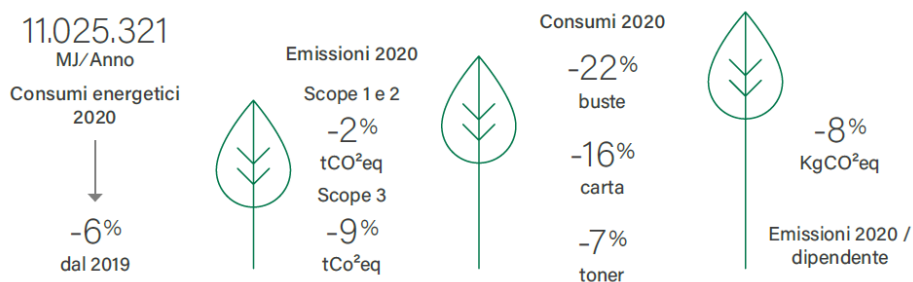 11.025.321
MJ/Anno
Consumi energetici
2020
-6%
dal 2019
Emissioni 2020
Scope 1 e 2
-2%
tCO²eq
Scope 3
-9%
tCo²eq
Consumi 2020
-22%
buste
-16%
carta
-7%
toner
-8%
KgCO²eq
Emissioni 2020 /
dipendente